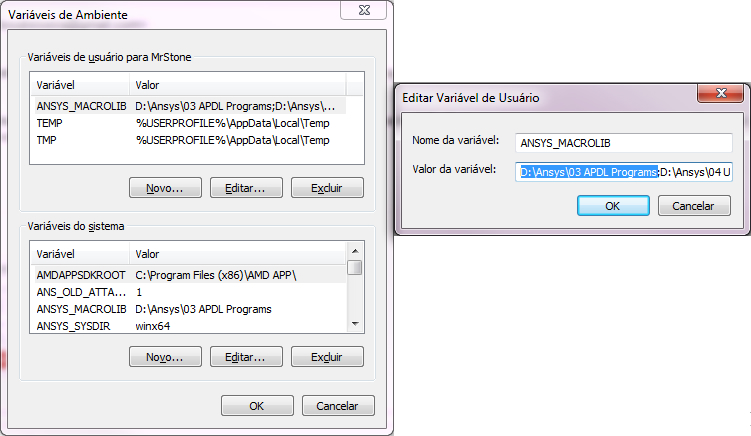 Variáveis de Ambiente
Variáveis de usuário para MrStone
Variável Valor
ANSYS_MACROLIB D:\Ansys\03 APDL Programs;D:\Ansys\...
TEMP %USERPROFILE%\AppData\Local\Temp
TMP %USERPROFILE%\AppData\Local\Temp
Novo... Editar... Excluir
Variáveis do sistema
Variável Valor
AMDAPPSDKROOT C:\Program Files (x86)\AMD APP\
ANS_OLD_ATTA... 1
ANSYS_MACROLIB D:\Ansys\03 APDL Programs
ANSYS_SYSDIR winx64
Novo... Editar... Excluir
OK Cancelar
Editar Variável de Usuário
Nome da variável: ANSYS_MACROLIB
Valor da variável: D:\Ansys\03 APDL Programs;D:\Ansys\04 U
OK Cancelar